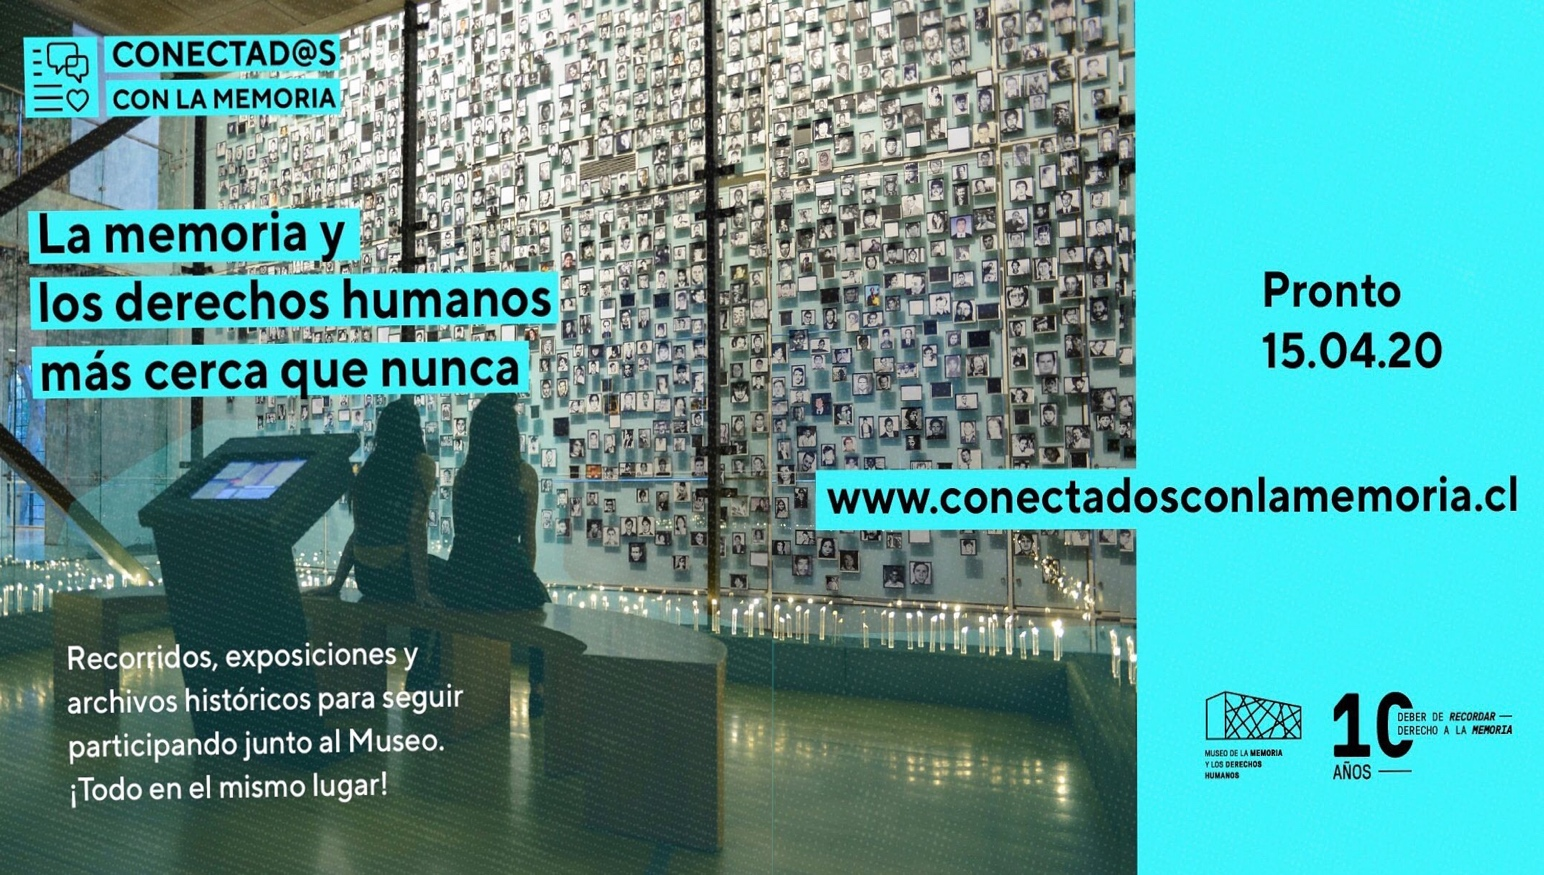 CONECTAD@S
CON LA MEMORIA
La memoria y
los derechos humanos
más cerca que nunca
Recorridos, exposiciones y
archivos históricos para seguir
participando junto al Museo.
¡Todo en el mismo lugar!
Pronto
15.04.20
www.conectadosconlamemoria.cl
MUSEO DE LA MEMORIA
Y LOS DERECHOS
HUMANOS
10
AÑOS
DEBER DE RECORDAR —
DERECHO A LA MEMORIA